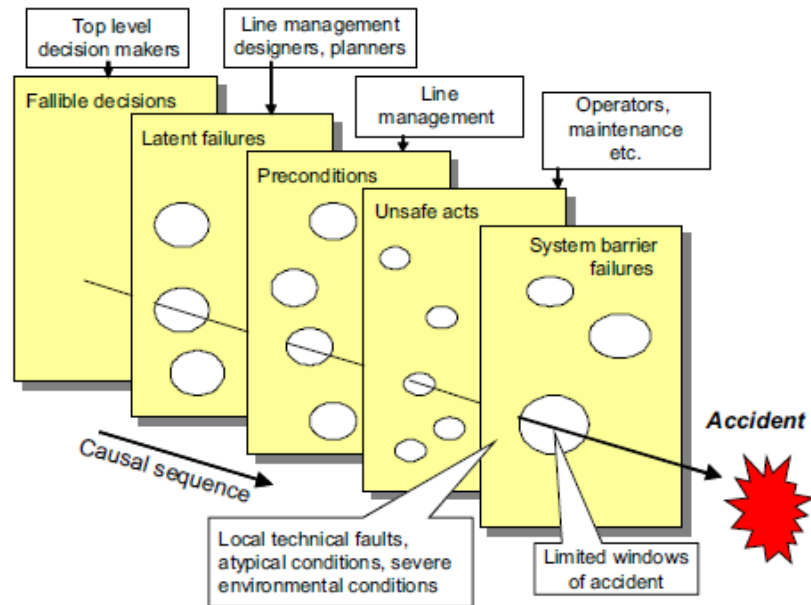 Top level
decision makers
Line management
designers, planners
Line
management
Operators,
maintenance
etc.
Fallible decisions
Latent failures
Preconditions
Unsafe acts
System barrier
failures
Accident
Causal sequence
Local technical faults,
atypical conditions, severe
environmental conditions
Limited windows
of accident